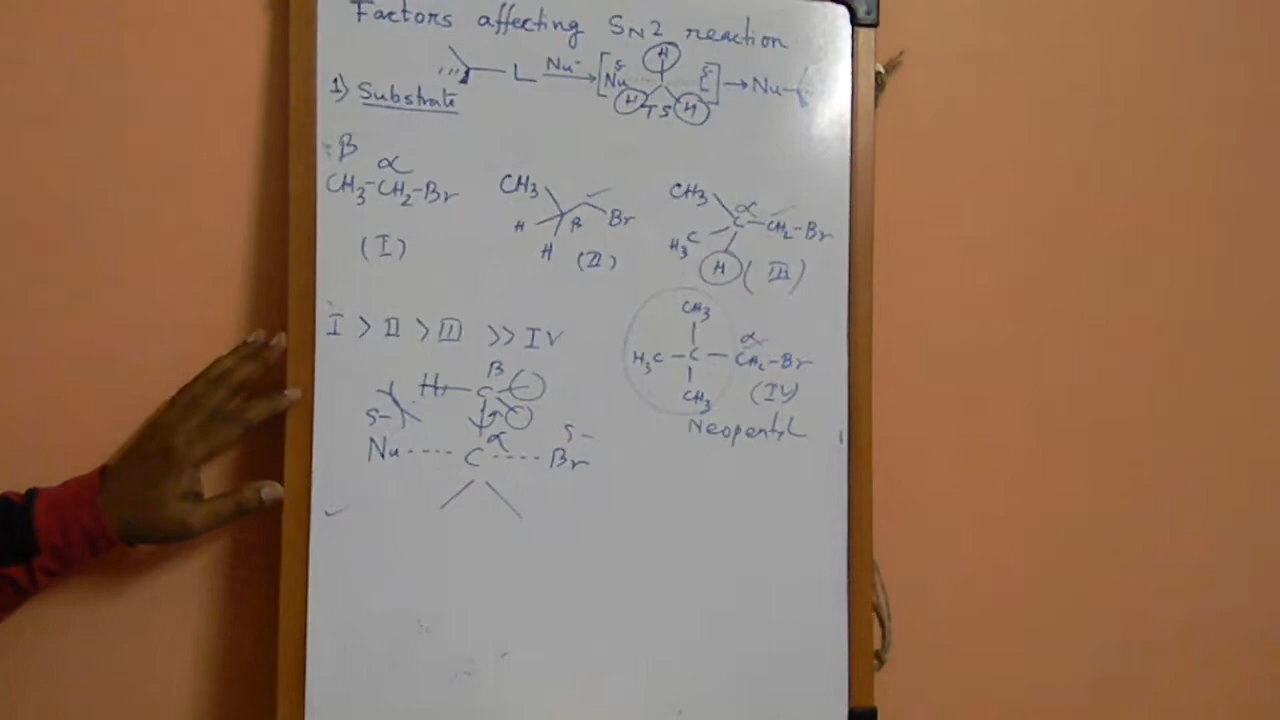 Factors affecting SN2 reaction
L Nu⁻ [ δ Nu H H H δ L ] → Nu
TS
1) Substrate
β α
CH3-CH2-Br
(I)
CH3
β Br
H
H (II)
CH3 α
C-CH2-Br
H3C
H (III)
I > II > III >> IV
CH3
α
H3C-C-CH2-Br
CH3 (IV)
Neopentyl
β
H C
δ- α δ-
Nu----C----Br